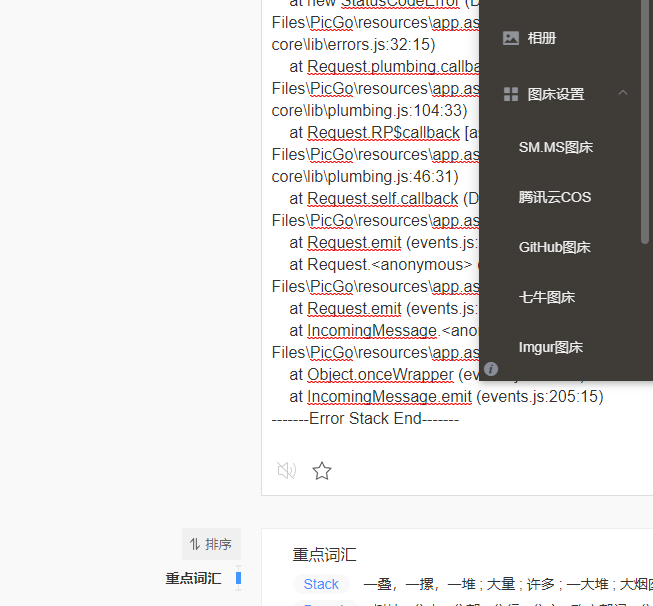 at new StatusCodeError (D
Files\PicGo\resources\app.as
core\lib\errors.js:32:15)
at Request.plumbing.callba
Files\PicGo\resources\app.as
core\lib\plumbing.js:104:33)
at Request.RP$callback [as
Files\PicGo\resources\app.as
core\lib\plumbing.js:46:31)
at Request.self.callback (D
Files\PicGo\resources\app.as
at Request.emit (events.js:
at Request.<anonymous> (
Files\PicGo\resources\app.as
at Request.emit (events.js:
at IncomingMessage.<anon
Files\PicGo\resources\app.as
at Object.onceWrapper (ev
at IncomingMessage.emit (events.js:205:15)
-------Error Stack End-------
相册
图床设置
SM.MS图床
腾讯云COS
GitHub图床
七牛图床
Imgur图床
排序
重点词汇
重点词汇
Stack 一叠，一摞，一堆 ; 大量 ; 许多 ; 一大堆 ; 大烟囱